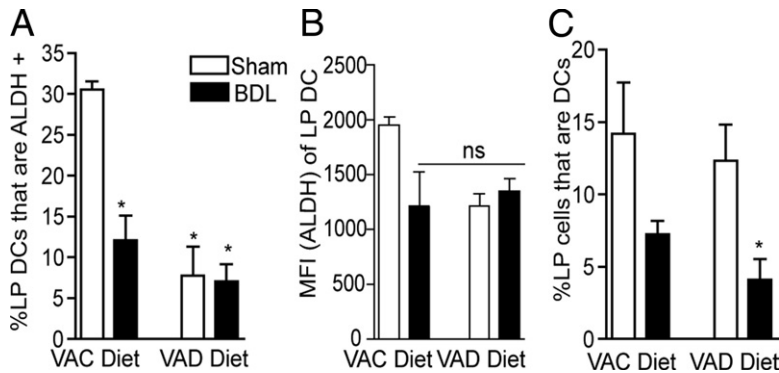 A
%LP DCs that are ALDH +
35
30
25
20
15
10
5
0
*
*
*
VAC Diet
VAD Diet
Sham
BDL
B
MFI (ALDH) of LP DC
2500
2000
1500
1000
500
0
ns
VAC Diet
VAD Diet
C
%LP cells that are DCs
20
15
10
5
0
*
VAC Diet
VAD Diet